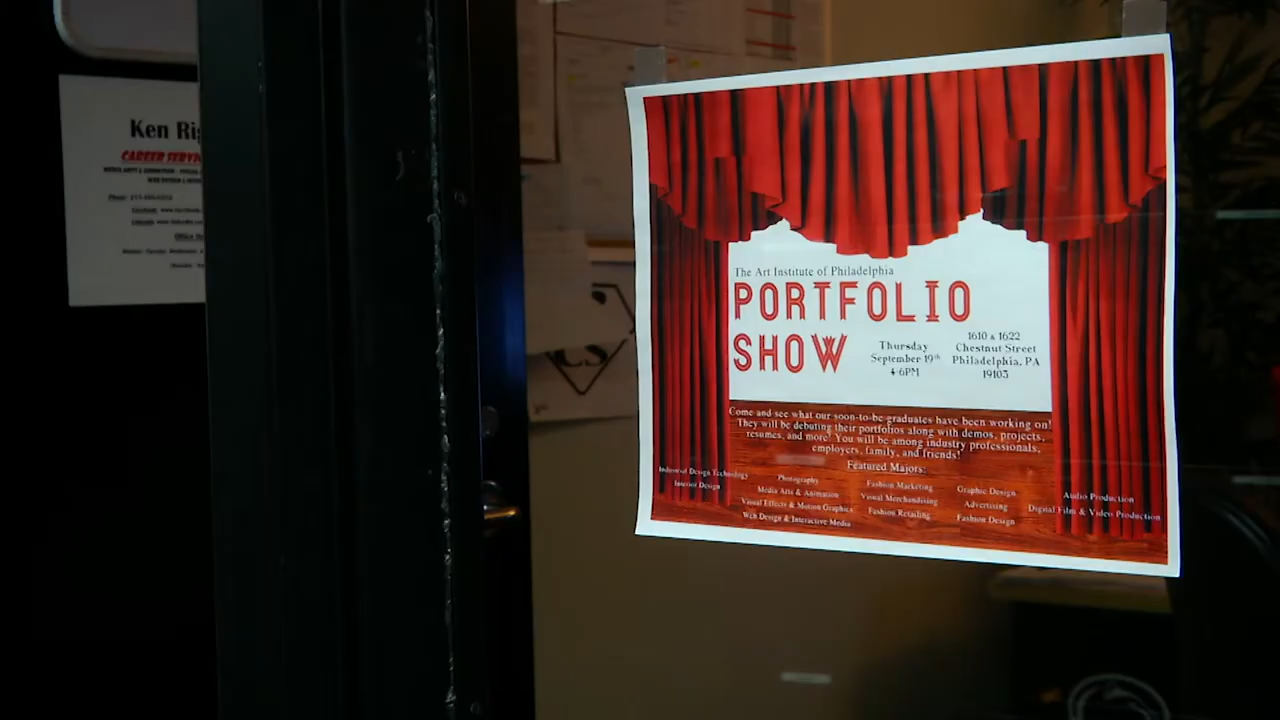 Ken
CAREER
Phone:
The Art Institute of Philadelphia
PORTFOLIO
SHOW
Thursday
September 19th
4-6PM
1610 & 1622
Chestnut Street
Philadelphia, PA
19103
Come and see what our soon-to-be graduates have been working on!
They will be debuting their portfolios along with demos, projects,
resumes, and more! You will be among industry professionals,
employers, family, and friends!
Featured Majors:
Industrial Design Technology
Interior Design
Photography
Media Arts & Animation
Visual Effects & Motion Graphics
Web Design & Interactive Media
Fashion Marketing
Visual Merchandising
Fashion Retailing
Graphic Design
Advertising
Fashion Design
Audio Production
Digital Film & Video Production